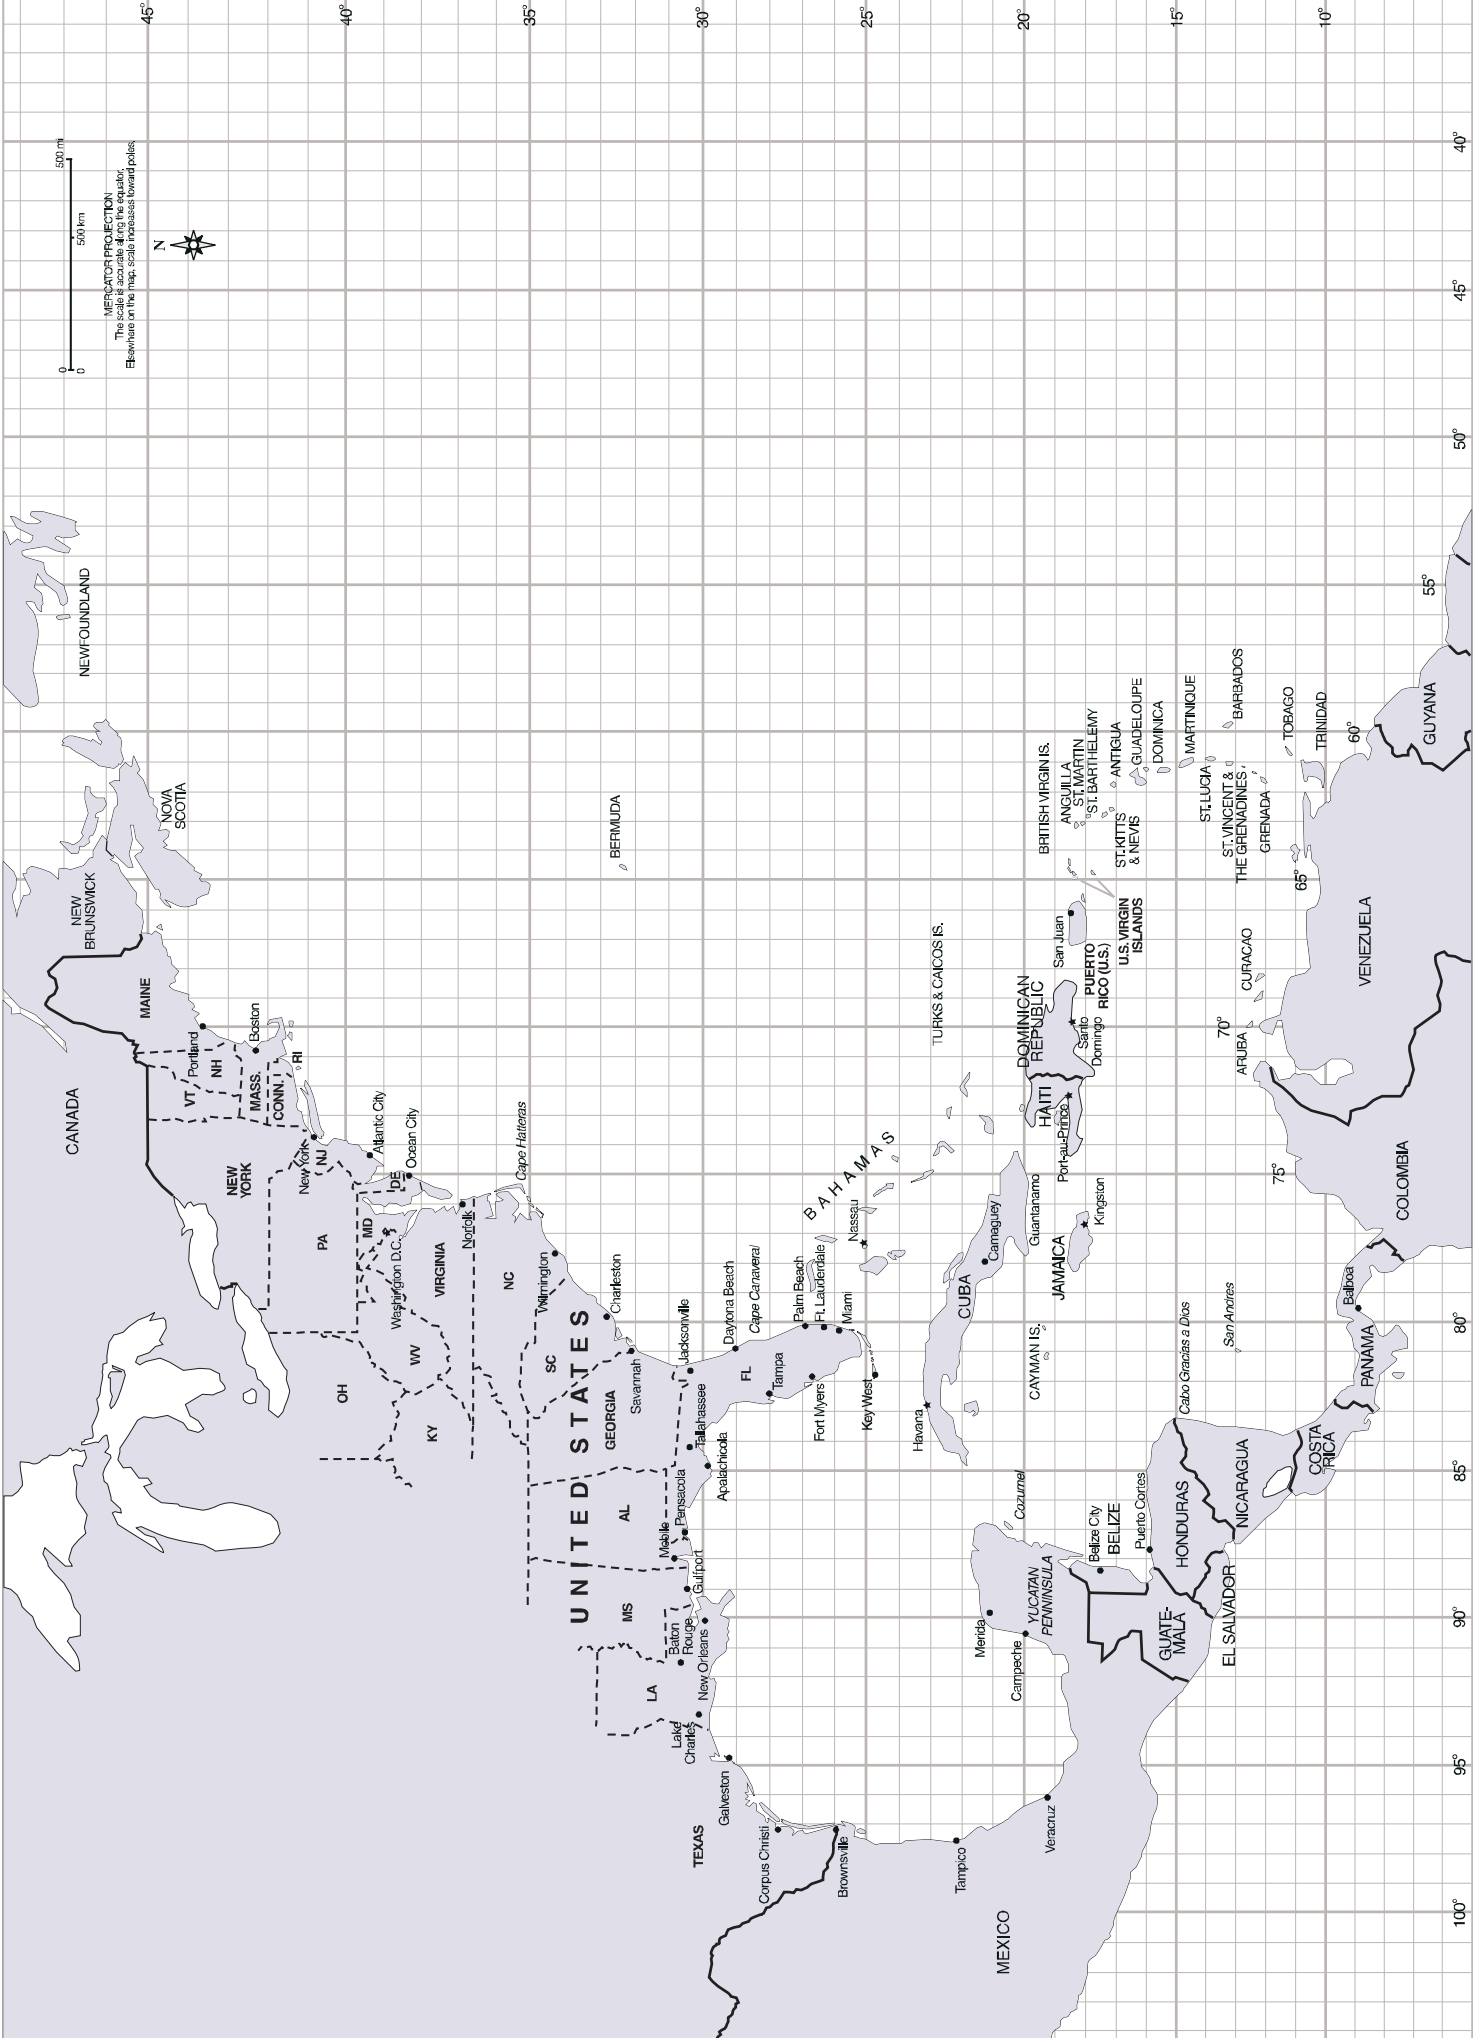 45°
40°
35°
30°
25°
20°
15°
10°
40°
45°
50°
55°
60°
65°
70°
75°
80°
85°
90°
95°
100°
0
500 mi
0
500 km
MERCATOR PROJECTION
The scale is accurate along the equator.
Elsewhere on the map, scale increases toward poles.
N
CANADA
NEWFOUNDLAND
NEW
BRUNSWICK
NOVA
SCOTIA
MAINE
Portland
NH
VT
Boston
MASS.
CONN.
RI
NEW
YORK
New York
NJ
PA
Atlantic City
Ocean City
DE
MD
Washington D.C.
VIRGINIA
WV
OH
KY
Norfolk
Cape Hatteras
NC
Wilmington
SC
Charleston
UNITED STATES
GEORGIA
Savannah
BERMUDA
Jacksonville
Daytona Beach
Cape Canaveral
FL
Tampa
Palm Beach
Ft. Lauderdale
Miami
Fort Myers
Key West
Tallahassee
Apalachicola
Pensacola
AL
Mobile
MS
Gulfport
Baton
Rouge
New Orleans
LA
Lake
Charles
Galveston
TEXAS
Corpus Christi
Brownsville
MEXICO
Tampico
Veracruz
Merida
Campeche
YUCATAN
PENNINSULA
Cozumel
BAHAMAS
Nassau
TURKS & CAICOS IS.
Havana
CUBA
Camaguey
Guantanamo
CAYMAN IS.
JAMAICA
Kingston
HAITI
Port-au-Prince
DOMINICAN
REPUBLIC
Santo
Domingo
San Juan
PUERTO
RICO (U.S.)
U.S. VIRGIN
ISLANDS
BRITISH VIRGIN IS.
ANGUILLA
ST. MARTIN
ST. BARTHELEMY
ST. KITTS
& NEVIS
ANTIGUA
GUADELOUPE
DOMINICA
MARTINIQUE
ST. LUCIA
ST. VINCENT &
THE GRENADINES
BARBADOS
GRENADA
TOBAGO
TRINIDAD
ARUBA
CURACAO
Belize City
BELIZE
Puerto Cortes
GUATE-
MALA
HONDURAS
EL SALVADOR
NICARAGUA
Cabo Gracias a Dios
San Andres
COSTA
RICA
PANAMA
Balboa
COLOMBIA
VENEZUELA
GUYANA